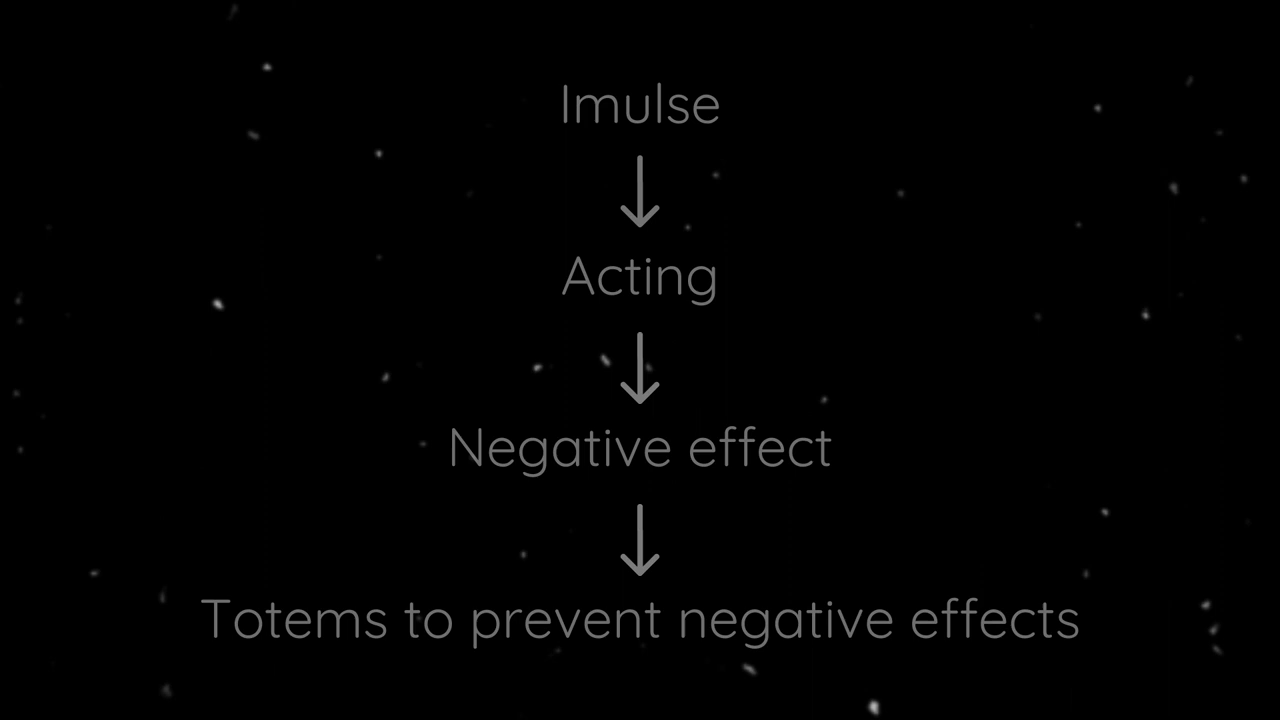 Imulse
Acting
Negative effect
Totems to prevent negative effects